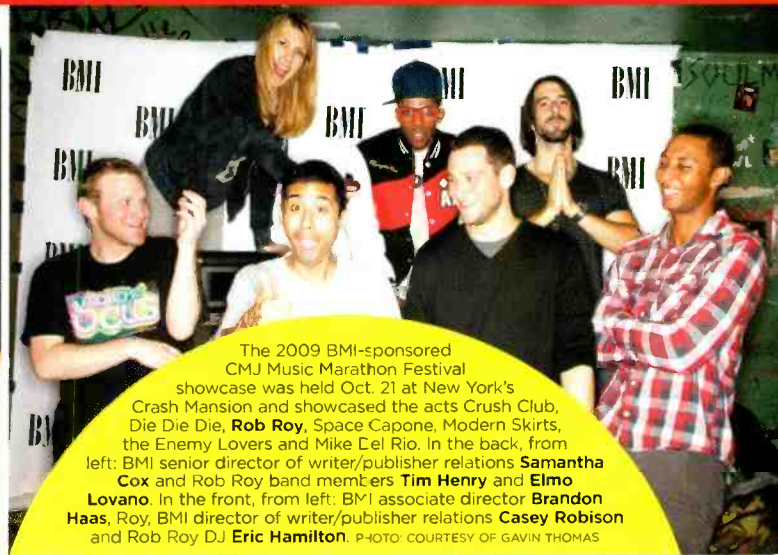 BMI
BMI
BMI
BMI
BMI
BMI
BMI
The 2009 BMI-sponsored
CMJ Music Marathon Festival
showcase was held Oct. 21 at New York's
Crash Mansion and showcased the acts Crush Club,
Die Die Die, Rob Roy, Space Capone, Modern Skirts,
the Enemy Lovers and Mike Del Rio. In the back, from
left: BMI senior director of writer/publisher relations Samantha
Cox and Rob Roy band members Tim Henry and Elmo
Lovano. In the front, from left: BMI associate director Brandon
Haas, Roy, BMI director of writer/publisher relations Casey Robison
and Rob Roy DJ Eric Hamilton. PHOTO: COURTESY OF GAVIN THOMAS